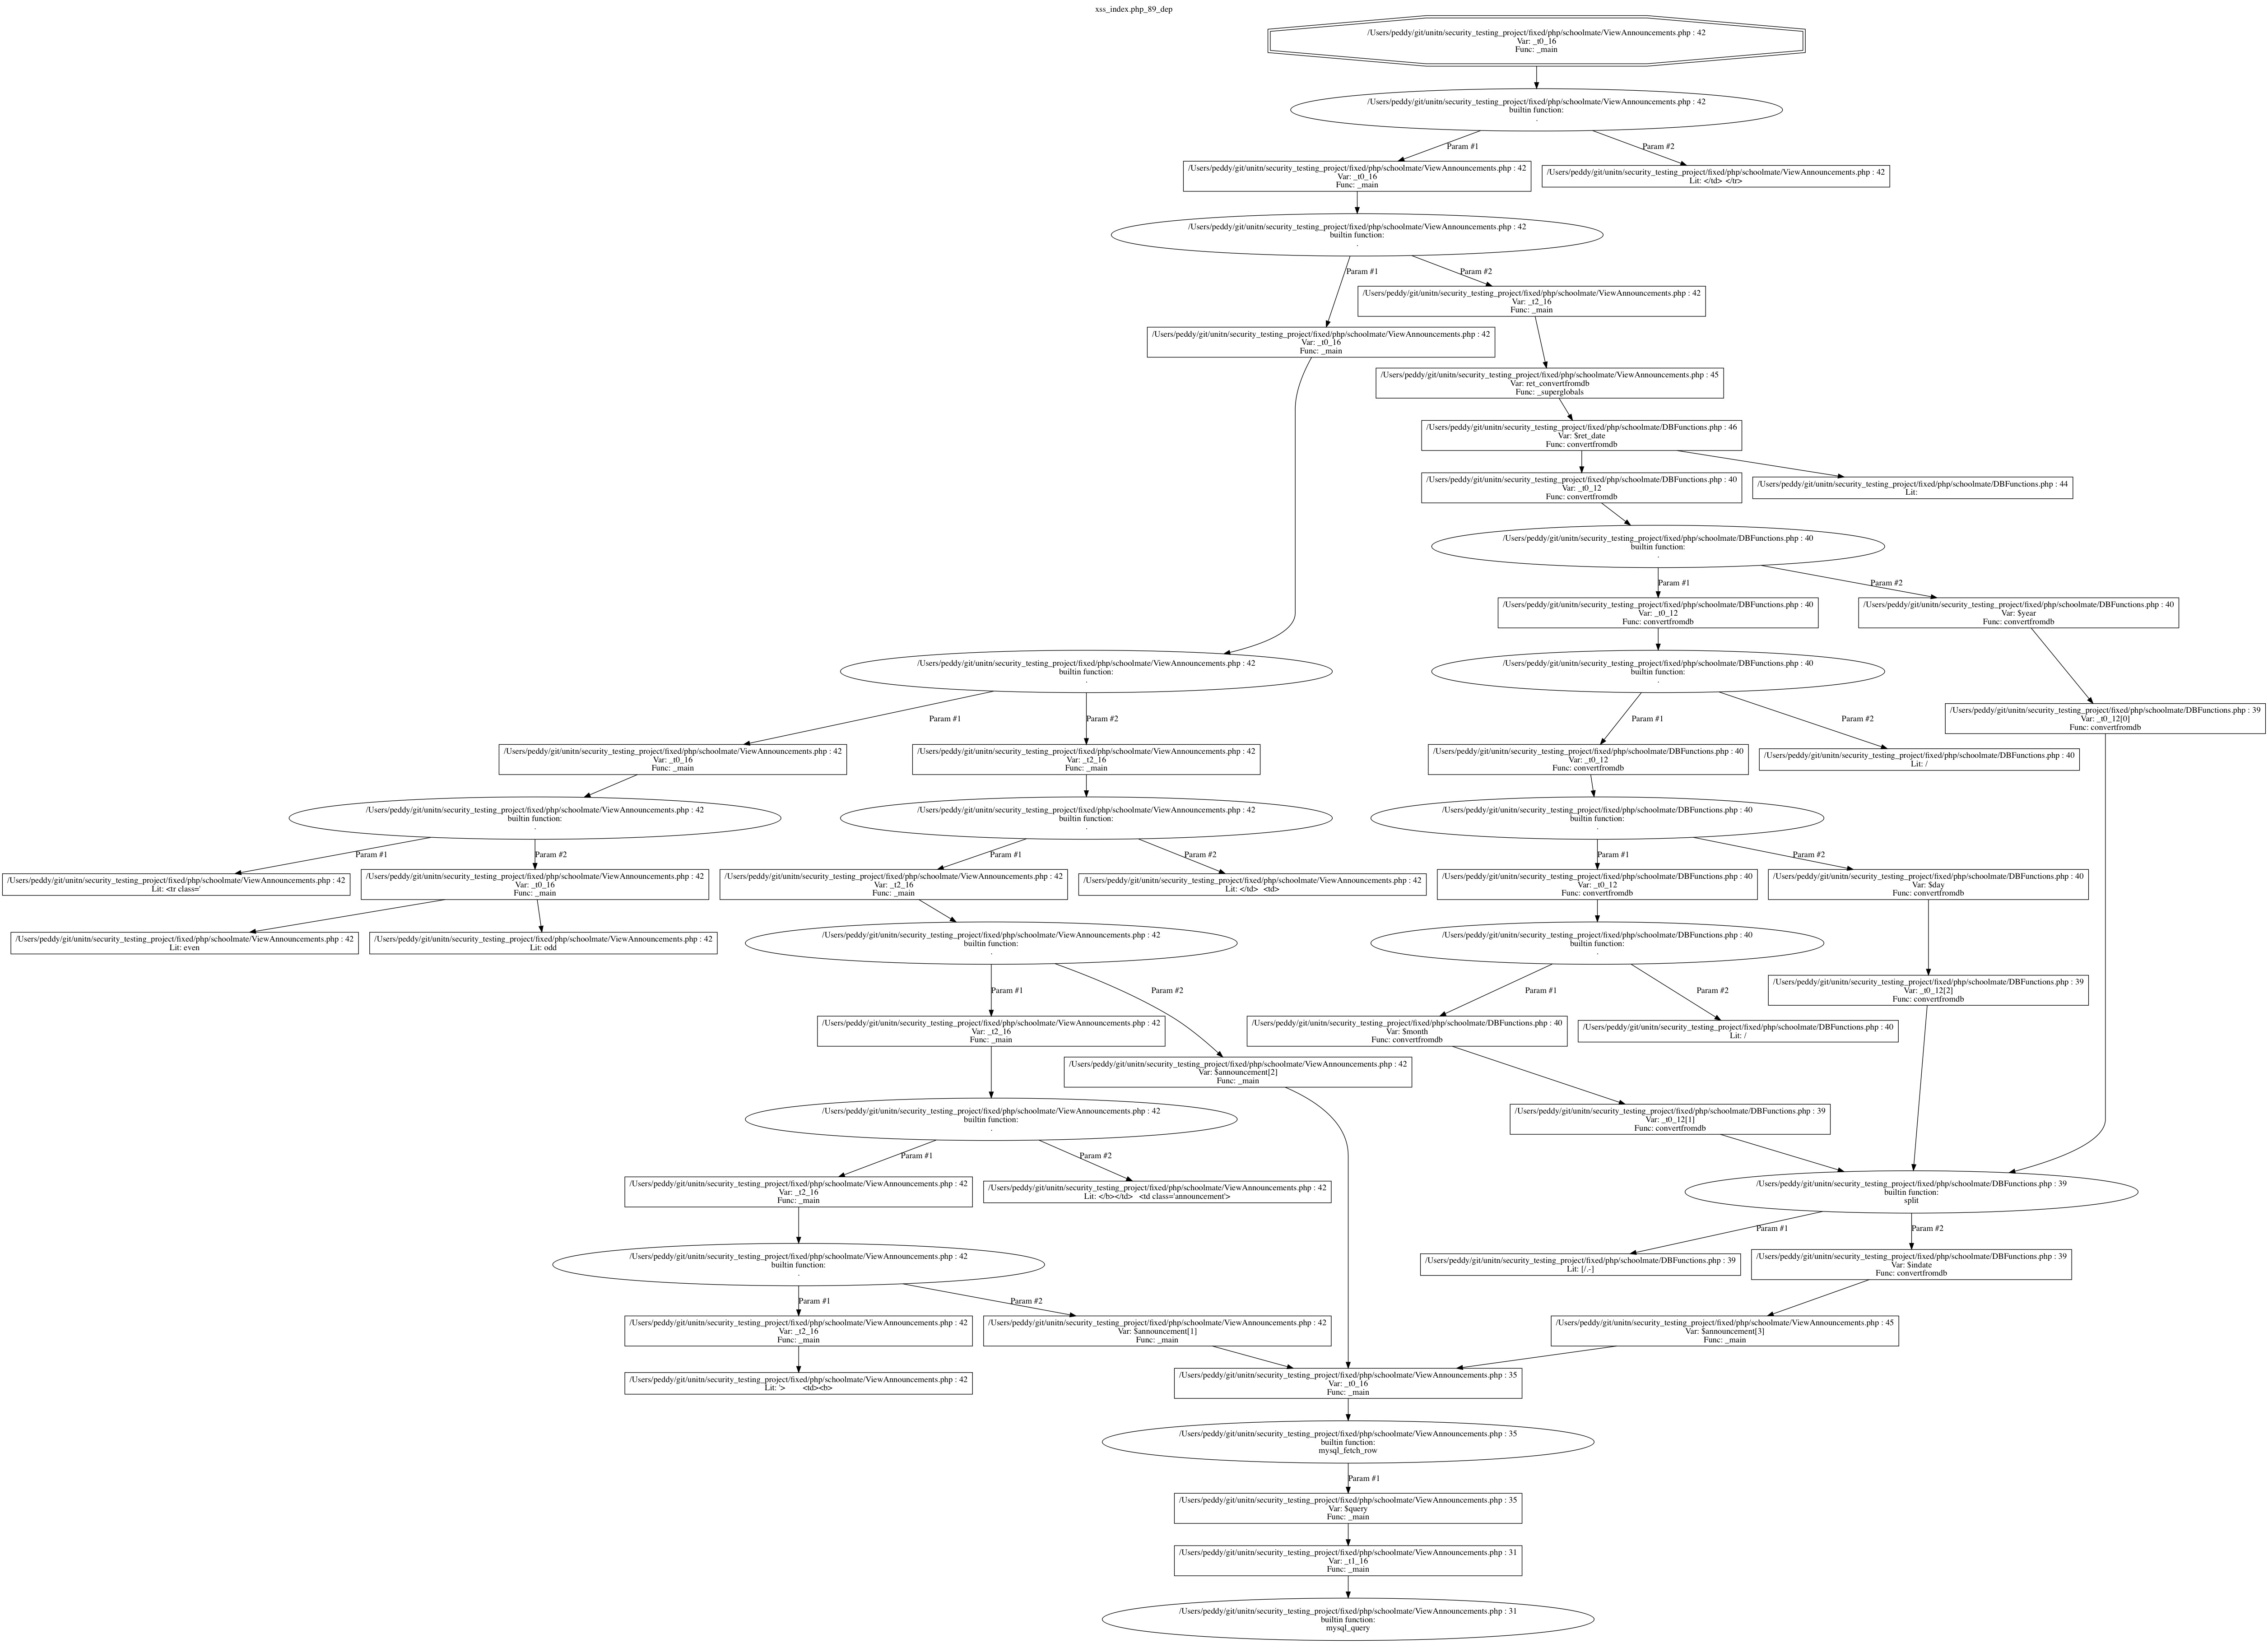 xss_index.php_89_dep
/Users/peddy/git/unitn/security_testing_project/fixed/php/schoolmate/ViewAnnouncements.php : 42
Var: _t0_16
Func: _main
/Users/peddy/git/unitn/security_testing_project/fixed/php/schoolmate/ViewAnnouncements.php : 42
builtin function:
.
Param #1
Param #2
/Users/peddy/git/unitn/security_testing_project/fixed/php/schoolmate/ViewAnnouncements.php : 42
Var: _t0_16
Func: _main
/Users/peddy/git/unitn/security_testing_project/fixed/php/schoolmate/ViewAnnouncements.php : 42
Lit: </td>  </tr>
/Users/peddy/git/unitn/security_testing_project/fixed/php/schoolmate/ViewAnnouncements.php : 42
builtin function:
.
Param #1
Param #2
/Users/peddy/git/unitn/security_testing_project/fixed/php/schoolmate/ViewAnnouncements.php : 42
Var: _t2_16
Func: _main
/Users/peddy/git/unitn/security_testing_project/fixed/php/schoolmate/ViewAnnouncements.php : 42
Var: _t0_16
Func: _main
/Users/peddy/git/unitn/security_testing_project/fixed/php/schoolmate/ViewAnnouncements.php : 45
Var: ret_convertfromdb
Func: _superglobals
/Users/peddy/git/unitn/security_testing_project/fixed/php/schoolmate/DBFunctions.php : 46
Var: $ret_date
Func: convertfromdb
/Users/peddy/git/unitn/security_testing_project/fixed/php/schoolmate/DBFunctions.php : 40
Var: _t0_12
Func: convertfromdb
/Users/peddy/git/unitn/security_testing_project/fixed/php/schoolmate/DBFunctions.php : 44
Lit:
/Users/peddy/git/unitn/security_testing_project/fixed/php/schoolmate/DBFunctions.php : 40
builtin function:
.
Param #1
Param #2
/Users/peddy/git/unitn/security_testing_project/fixed/php/schoolmate/DBFunctions.php : 40
Var: _t0_12
Func: convertfromdb
/Users/peddy/git/unitn/security_testing_project/fixed/php/schoolmate/DBFunctions.php : 40
Var: $year
Func: convertfromdb
/Users/peddy/git/unitn/security_testing_project/fixed/php/schoolmate/ViewAnnouncements.php : 42
builtin function:
.
/Users/peddy/git/unitn/security_testing_project/fixed/php/schoolmate/DBFunctions.php : 40
builtin function:
.
Param #1
Param #2
Param #1
Param #2
/Users/peddy/git/unitn/security_testing_project/fixed/php/schoolmate/DBFunctions.php : 39
Var: _t0_12[0]
Func: convertfromdb
/Users/peddy/git/unitn/security_testing_project/fixed/php/schoolmate/ViewAnnouncements.php : 42
Var: _t0_16
Func: _main
/Users/peddy/git/unitn/security_testing_project/fixed/php/schoolmate/ViewAnnouncements.php : 42
Var: _t2_16
Func: _main
/Users/peddy/git/unitn/security_testing_project/fixed/php/schoolmate/DBFunctions.php : 40
Var: _t0_12
Func: convertfromdb
/Users/peddy/git/unitn/security_testing_project/fixed/php/schoolmate/DBFunctions.php : 40
Lit: /
/Users/peddy/git/unitn/security_testing_project/fixed/php/schoolmate/ViewAnnouncements.php : 42
builtin function:
.
/Users/peddy/git/unitn/security_testing_project/fixed/php/schoolmate/ViewAnnouncements.php : 42
builtin function:
.
/Users/peddy/git/unitn/security_testing_project/fixed/php/schoolmate/DBFunctions.php : 40
builtin function:
.
Param #1
Param #2
Param #1
Param #2
Param #1
Param #2
/Users/peddy/git/unitn/security_testing_project/fixed/php/schoolmate/ViewAnnouncements.php : 42
Lit: <tr class='
/Users/peddy/git/unitn/security_testing_project/fixed/php/schoolmate/ViewAnnouncements.php : 42
Var: _t0_16
Func: _main
/Users/peddy/git/unitn/security_testing_project/fixed/php/schoolmate/ViewAnnouncements.php : 42
Var: _t2_16
Func: _main
/Users/peddy/git/unitn/security_testing_project/fixed/php/schoolmate/ViewAnnouncements.php : 42
Lit: </td>   <td>
/Users/peddy/git/unitn/security_testing_project/fixed/php/schoolmate/DBFunctions.php : 40
Var: _t0_12
Func: convertfromdb
/Users/peddy/git/unitn/security_testing_project/fixed/php/schoolmate/DBFunctions.php : 40
Var: $day
Func: convertfromdb
/Users/peddy/git/unitn/security_testing_project/fixed/php/schoolmate/ViewAnnouncements.php : 42
Lit: even
/Users/peddy/git/unitn/security_testing_project/fixed/php/schoolmate/ViewAnnouncements.php : 42
Lit: odd
/Users/peddy/git/unitn/security_testing_project/fixed/php/schoolmate/ViewAnnouncements.php : 42
builtin function:
.
/Users/peddy/git/unitn/security_testing_project/fixed/php/schoolmate/DBFunctions.php : 40
builtin function:
.
Param #1
Param #2
Param #1
Param #2
/Users/peddy/git/unitn/security_testing_project/fixed/php/schoolmate/DBFunctions.php : 39
Var: _t0_12[2]
Func: convertfromdb
/Users/peddy/git/unitn/security_testing_project/fixed/php/schoolmate/ViewAnnouncements.php : 42
Var: _t2_16
Func: _main
/Users/peddy/git/unitn/security_testing_project/fixed/php/schoolmate/DBFunctions.php : 40
Var: $month
Func: convertfromdb
/Users/peddy/git/unitn/security_testing_project/fixed/php/schoolmate/DBFunctions.php : 40
Lit: /
/Users/peddy/git/unitn/security_testing_project/fixed/php/schoolmate/ViewAnnouncements.php : 42
Var: $announcement[2]
Func: _main
/Users/peddy/git/unitn/security_testing_project/fixed/php/schoolmate/ViewAnnouncements.php : 42
builtin function:
.
/Users/peddy/git/unitn/security_testing_project/fixed/php/schoolmate/DBFunctions.php : 39
Var: _t0_12[1]
Func: convertfromdb
Param #1
Param #2
/Users/peddy/git/unitn/security_testing_project/fixed/php/schoolmate/ViewAnnouncements.php : 42
Var: _t2_16
Func: _main
/Users/peddy/git/unitn/security_testing_project/fixed/php/schoolmate/ViewAnnouncements.php : 42
Lit: </b></td>   <td class='announcement'>
/Users/peddy/git/unitn/security_testing_project/fixed/php/schoolmate/DBFunctions.php : 39
builtin function:
split
Param #1
Param #2
/Users/peddy/git/unitn/security_testing_project/fixed/php/schoolmate/ViewAnnouncements.php : 42
builtin function:
.
/Users/peddy/git/unitn/security_testing_project/fixed/php/schoolmate/DBFunctions.php : 39
Lit: [/.-]
/Users/peddy/git/unitn/security_testing_project/fixed/php/schoolmate/DBFunctions.php : 39
Var: $indate
Func: convertfromdb
Param #1
Param #2
/Users/peddy/git/unitn/security_testing_project/fixed/php/schoolmate/ViewAnnouncements.php : 42
Var: _t2_16
Func: _main
/Users/peddy/git/unitn/security_testing_project/fixed/php/schoolmate/ViewAnnouncements.php : 42
Var: $announcement[1]
Func: _main
/Users/peddy/git/unitn/security_testing_project/fixed/php/schoolmate/ViewAnnouncements.php : 45
Var: $announcement[3]
Func: _main
/Users/peddy/git/unitn/security_testing_project/fixed/php/schoolmate/ViewAnnouncements.php : 42
Lit: '>        <td><b>
/Users/peddy/git/unitn/security_testing_project/fixed/php/schoolmate/ViewAnnouncements.php : 35
Var: _t0_16
Func: _main
/Users/peddy/git/unitn/security_testing_project/fixed/php/schoolmate/ViewAnnouncements.php : 35
builtin function:
mysql_fetch_row
Param #1
/Users/peddy/git/unitn/security_testing_project/fixed/php/schoolmate/ViewAnnouncements.php : 35
Var: $query
Func: _main
/Users/peddy/git/unitn/security_testing_project/fixed/php/schoolmate/ViewAnnouncements.php : 31
Var: _t1_16
Func: _main
/Users/peddy/git/unitn/security_testing_project/fixed/php/schoolmate/ViewAnnouncements.php : 31
builtin function:
mysql_query